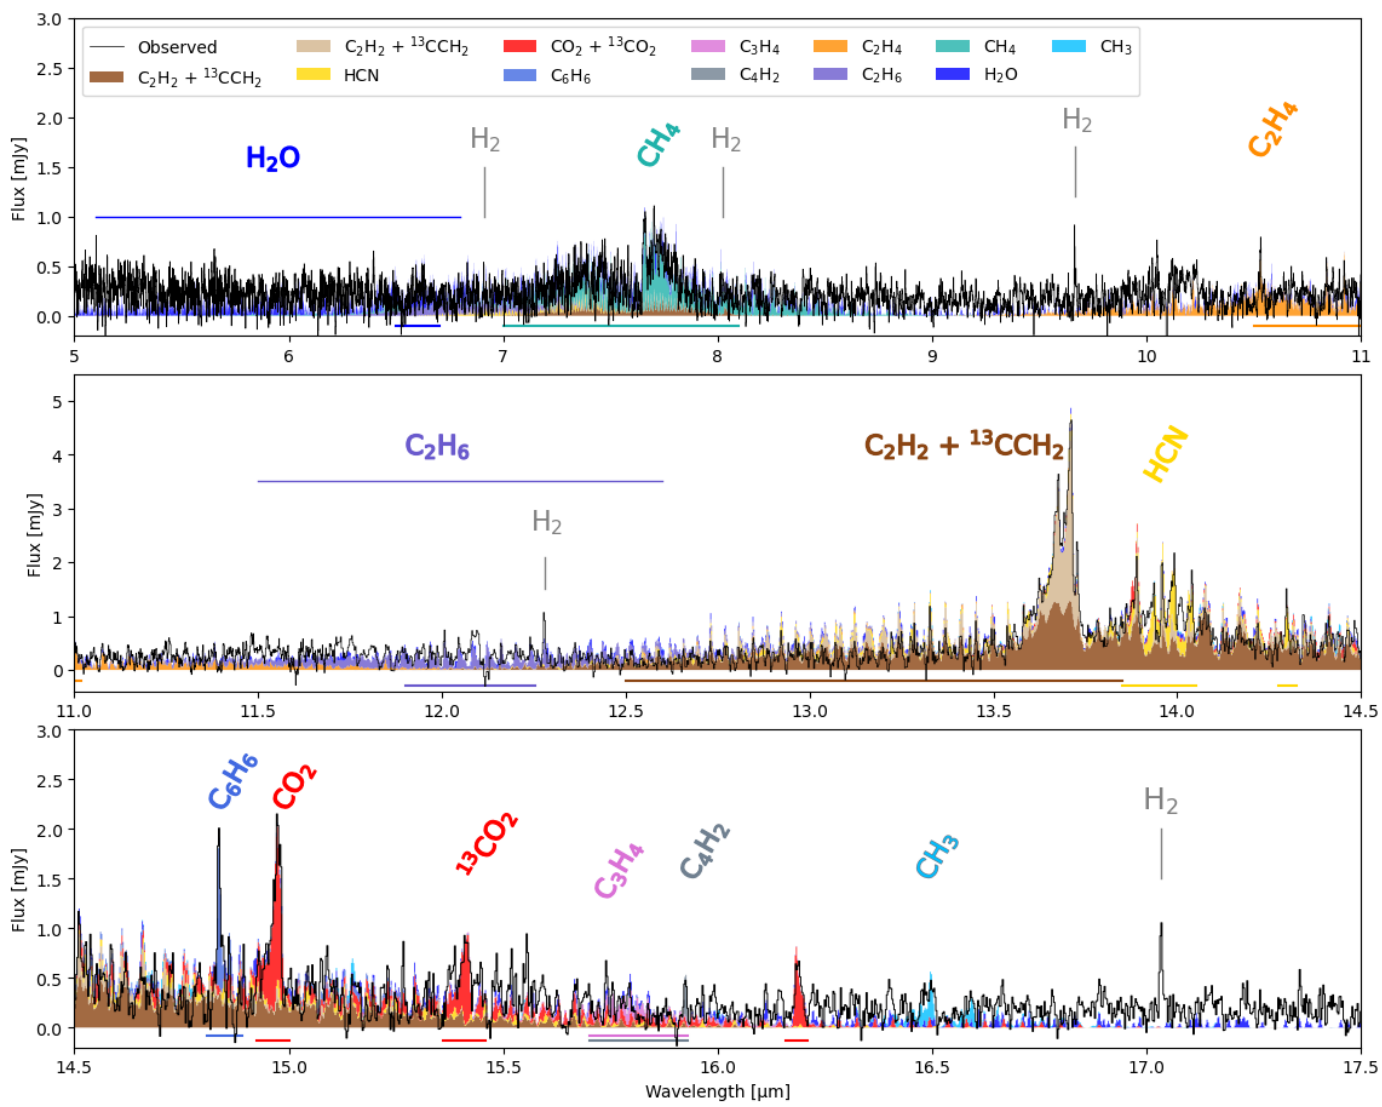 3.0
2.5
2.0
1.5
1.0
0.5
0.0
Flux [mJy]
Observed
C₂H₂ + ¹³CCH₂
C₂H₂ + ¹³CCH₂
HCN
CO₂ + ¹³CO₂
C₆H₆
C₃H₄
C₄H₂
C₂H₄
C₂H₆
CH₄
H₂O
CH₃
H₂O
H₂
CH₄
H₂
H₂
C₂H₄
5 6 7 8 9 10 11
5
4
3
2
1
0
Flux [mJy]
C₂H₆
H₂
C₂H₂ + ¹³CCH₂
HCN
11.0 11.5 12.0 12.5 13.0 13.5 14.0 14.5
3.0
2.5
2.0
1.5
1.0
0.5
0.0
Flux [mJy]
C₆H₆
CO₂
¹³CO₂
C₃H₄
C₄H₂
CH₃
H₂
14.5 15.0 15.5 16.0 16.5 17.0 17.5
Wavelength [μm]